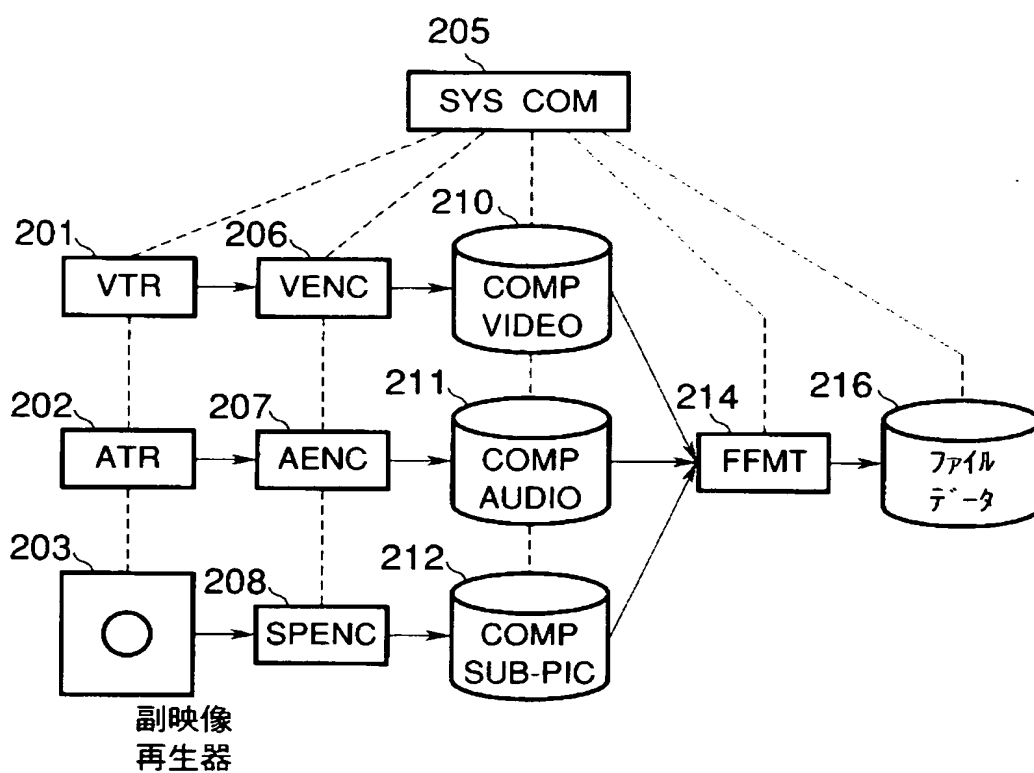 205
SYS COM
201
VTR
206
VENC
210
COMP
VIDEO
202
ATR
207
AENC
211
COMP
AUDIO
214
FFMT
216
ファイル
データ
203
208
SPENC
212
COMP
SUB-PIC
副映像
再生器